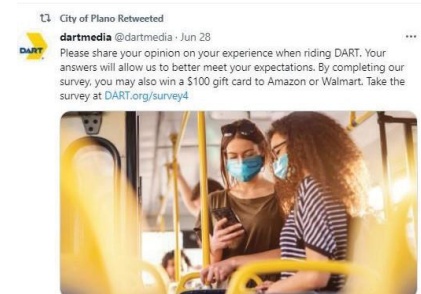 City of Plano Retweeted
dartmedia @dartmedia · Jun 28 ...
DART
Please share your opinion on your experience when riding DART. Your
answers will allow us to better meet your expectations. By completing our
survey, you may also win a $100 gift card to Amazon or Walmart. Take the
survey at DART.org/survey4